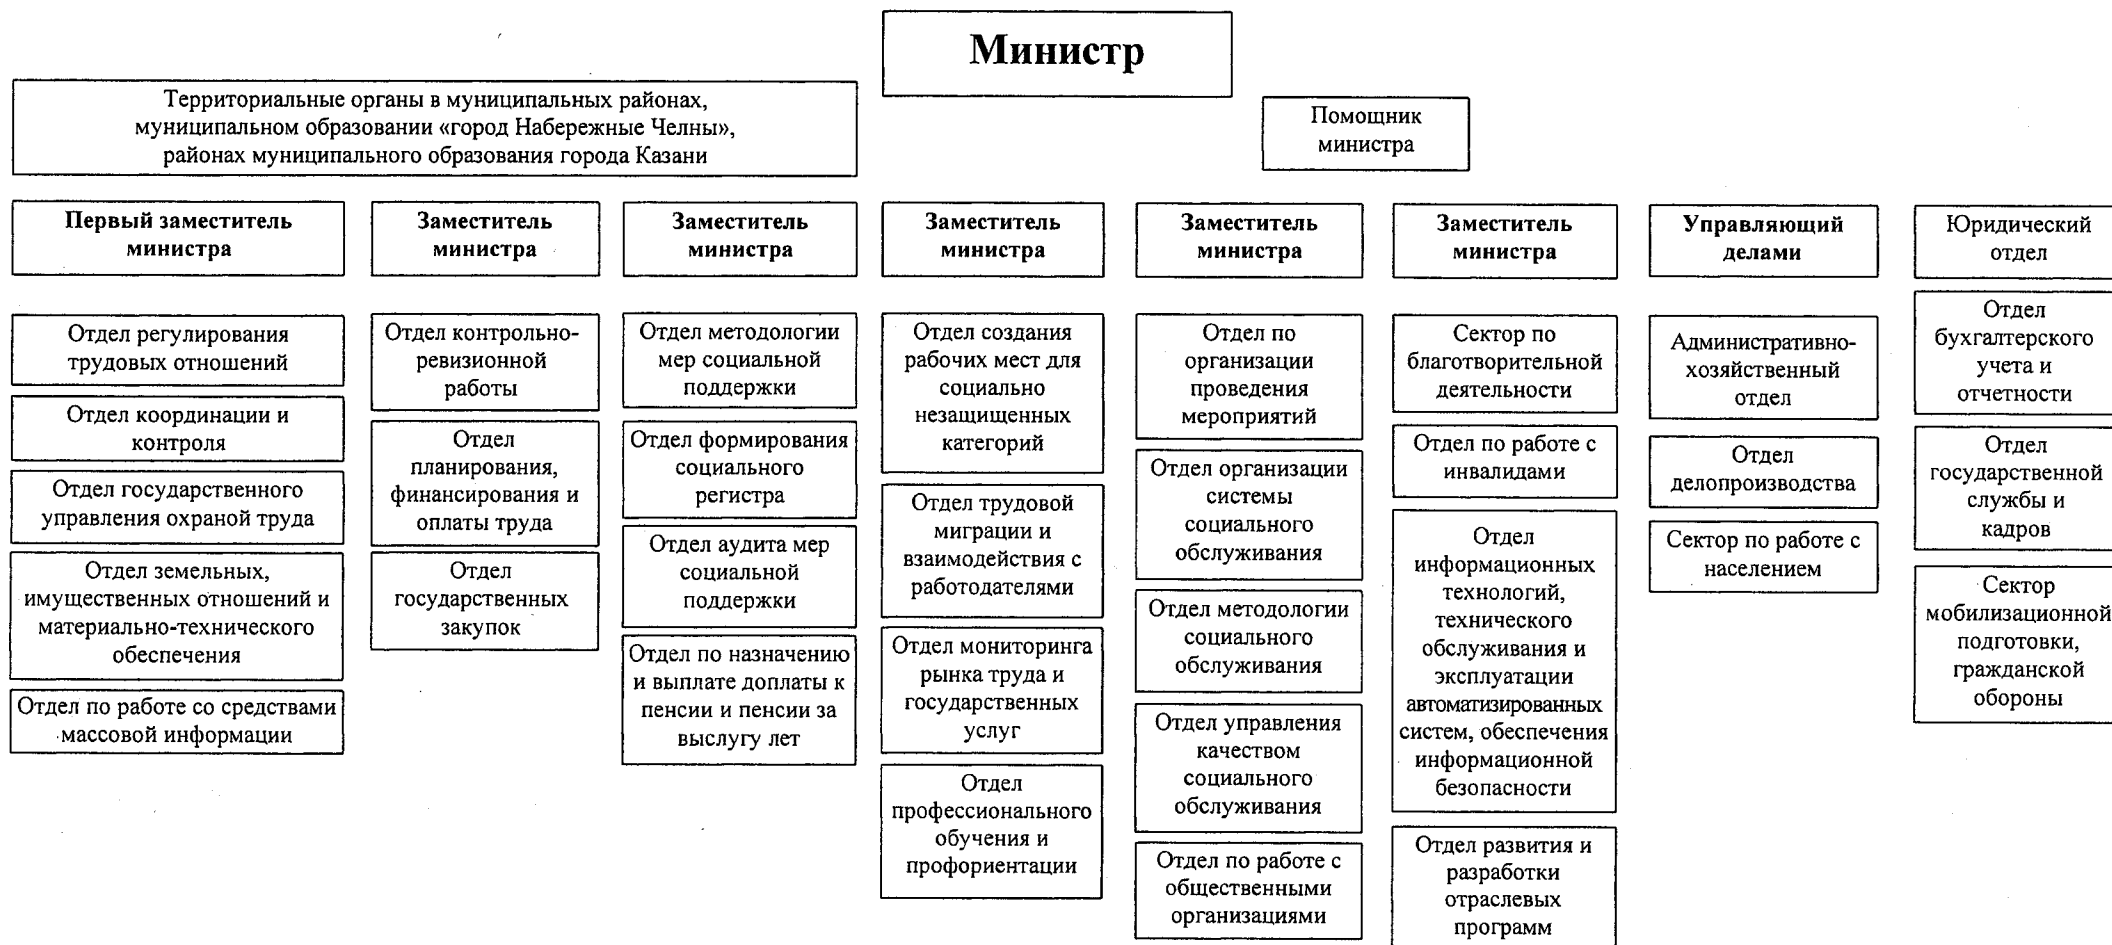 Министр
Территориальные органы в муниципальных районах,
муниципальном образовании «город Набережные Челны»,
районах муниципального образования города Казани
Помощник
министра
Первый заместитель
министра
Отдел регулирования
трудовых отношений
Отдел координации и
контроля
Отдел государственного
управления охраной труда
Отдел земельных,
имущественных отношений и
материально-технического
обеспечения
Отдел по работе со средствами
массовой информации
Заместитель
министра
Отдел контрольно-
ревизионной
работы
Отдел
планирования,
финансирования и
оплаты труда
Отдел
государственных
закупок
Заместитель
министра
Отдел методологии
мер социальной
поддержки
Отдел формирования
социального
регистра
Отдел аудита мер
социальной
поддержки
Отдел по назначению
и выплате доплаты к
пенсии и пенсии за
выслугу лет
Заместитель
министра
Отдел создания
рабочих мест для
социально
незащищенных
категорий
Отдел трудовой
миграции и
взаимодействия с
работодателями
Отдел мониторинга
рынка труда и
государственных
услуг
Отдел
профессионального
обучения и
профориентации
Заместитель
министра
Отдел по
организации
проведения
мероприятий
Отдел организации
системы
социального
обслуживания
Отдел методологии
социального
обслуживания
Отдел управления
качеством
социального
обслуживания
Отдел по работе с
общественными
организациями
Заместитель
министра
Сектор по
благотворительной
деятельности
Отдел по работе с
инвалидами
Отдел
информационных
технологий,
технического
обслуживания и
эксплуатации
автоматизированных
систем, обеспечения
информационной
безопасности
Отдел развития и
разработки
отраслевых
программ
Управляющий
делами
Административно-
хозяйственный
отдел
Отдел
делопроизводства
Сектор по работе с
населением
Юридический
отдел
Отдел
бухгалтерского
учета и
отчетности
Отдел
государственной
службы и
кадров
Сектор
мобилизационной
подготовки,
гражданской
обороны